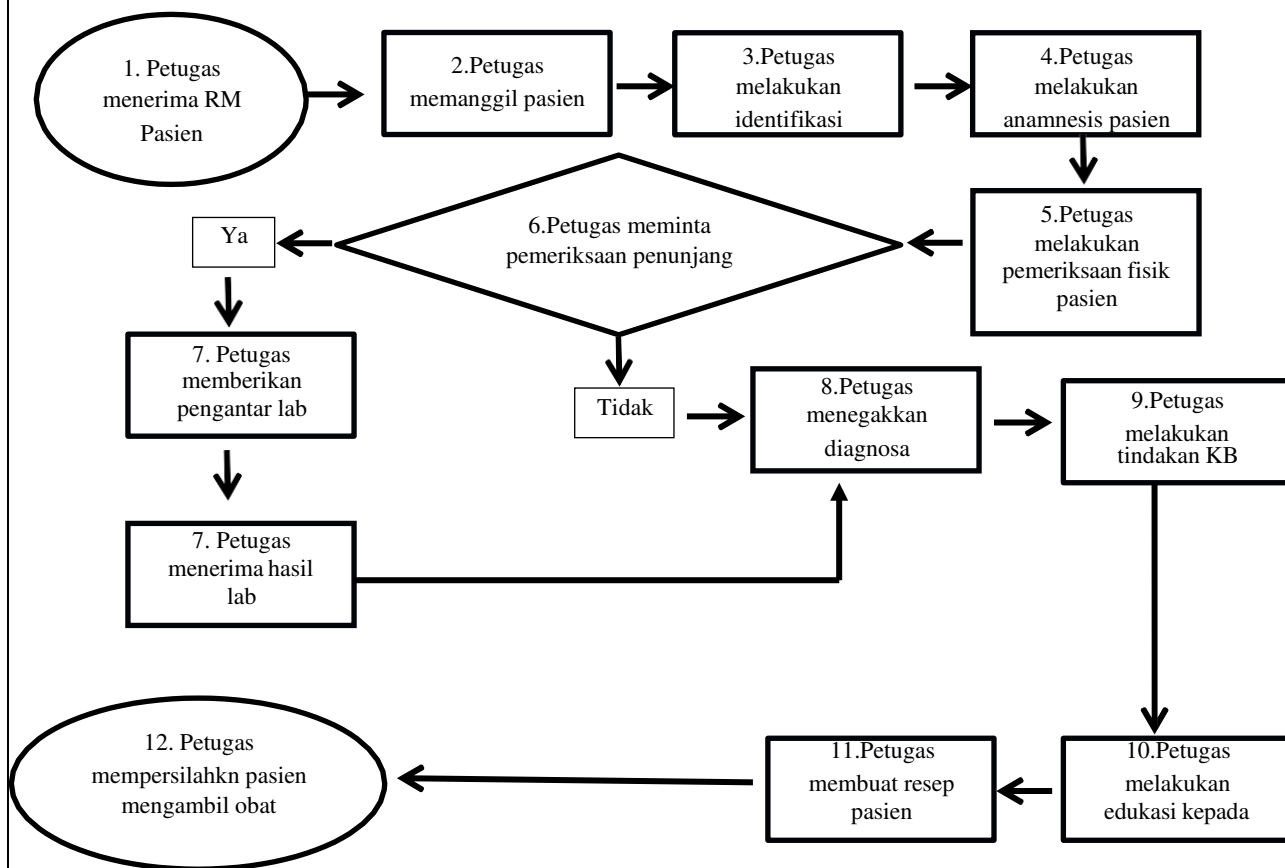 1. Petugas
menerima RM
Pasien
2.Petugas
memanggil pasien
3.Petugas
melakukan
identifikasi
4.Petugas
melakukan
anamnesis pasien
5.Petugas
melakukan
pemeriksaan fisik
pasien
6.Petugas meminta
pemeriksaan penunjang
Ya
7. Petugas
memberikan
pengantar lab
7. Petugas
menerima hasil
lab
Tidak
8.Petugas
menegakkan
diagnosa
9.Petugas
melakukan
tindakan KB
10.Petugas
melakukan
edukasi kepada
11.Petugas
membuat resep
pasien
12. Petugas
mempersilahkn pasien
mengambil obat